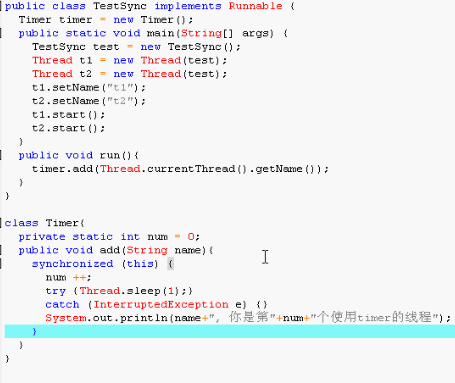 public class TestSync implements Runnable {
Timer timer = new Timer();
public static void main(String[] args) {
TestSync test = new TestSync();
Thread t1 = new Thread(test);
Thread t2 = new Thread(test);
t1.setName("t1");
t2.setName("t2");
t1.start();
t2.start();
}
public void run(){
timer.add(Thread.currentThread().getName());
}
}
class Timer{
private static int num = 0;
public void add(String name){
synchronized (this) {
num ++;
try {Thread.sleep(1);}
catch (InterruptedException e) {}
System.out.println(name+", 你是第"+num+"个使用timer的线程");
}
}
}